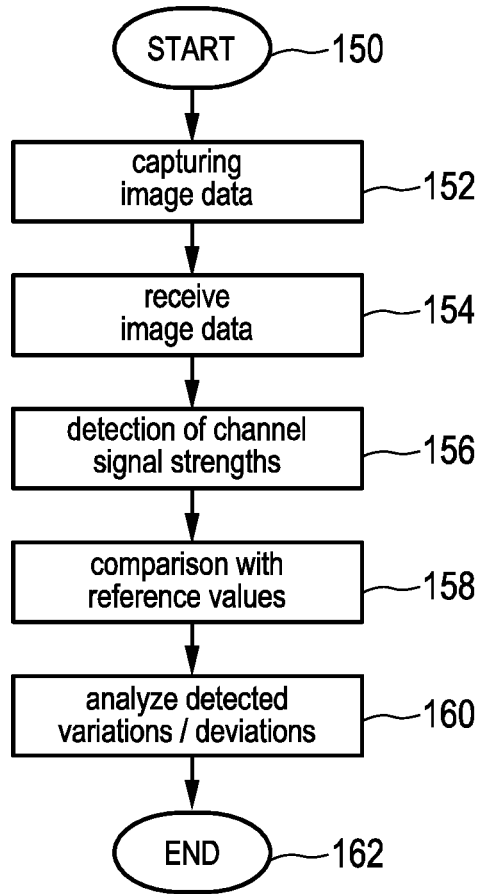 START
150
capturing
image data
152
receive
image data
154
detection of channel
signal strengths
156
comparison with
reference values
158
analyze detected
variations / deviations
160
END
162